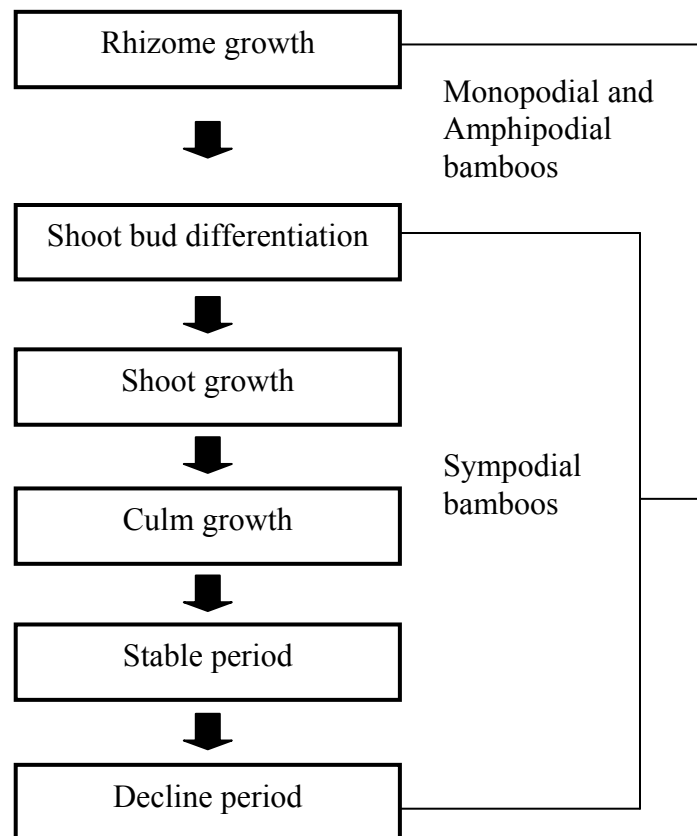 Rhizome growth
Monopodial and
Amphipodial
bamboos
Shoot bud differentiation
Shoot growth
Sympodial
bamboos
Culm growth
Stable period
Decline period